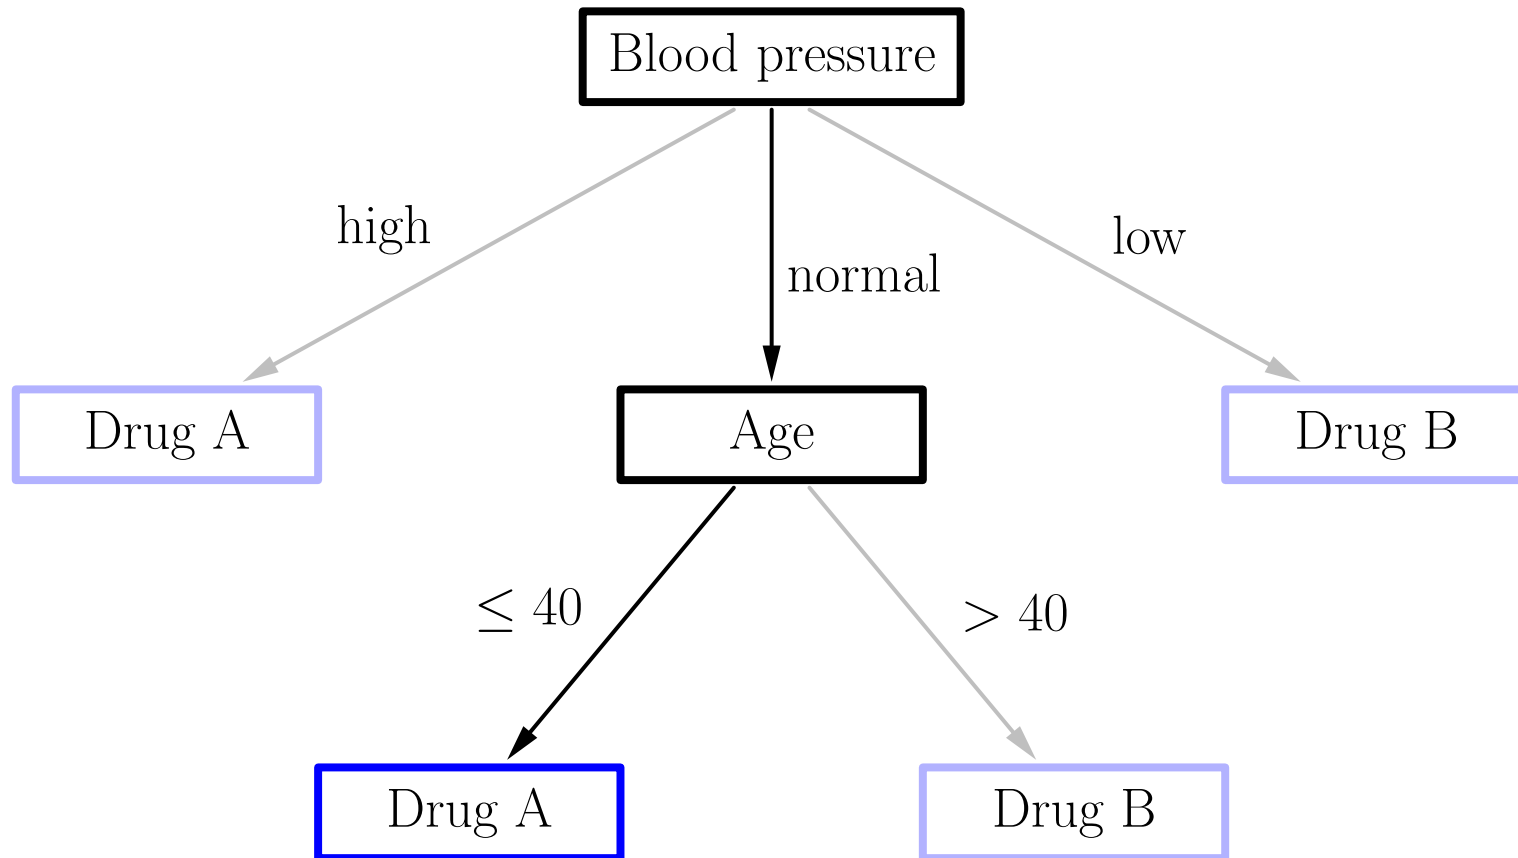 Blood pressure
high
low
normal
Drug A
Age
Drug B
≤ 40
> 40
Drug A
Drug B